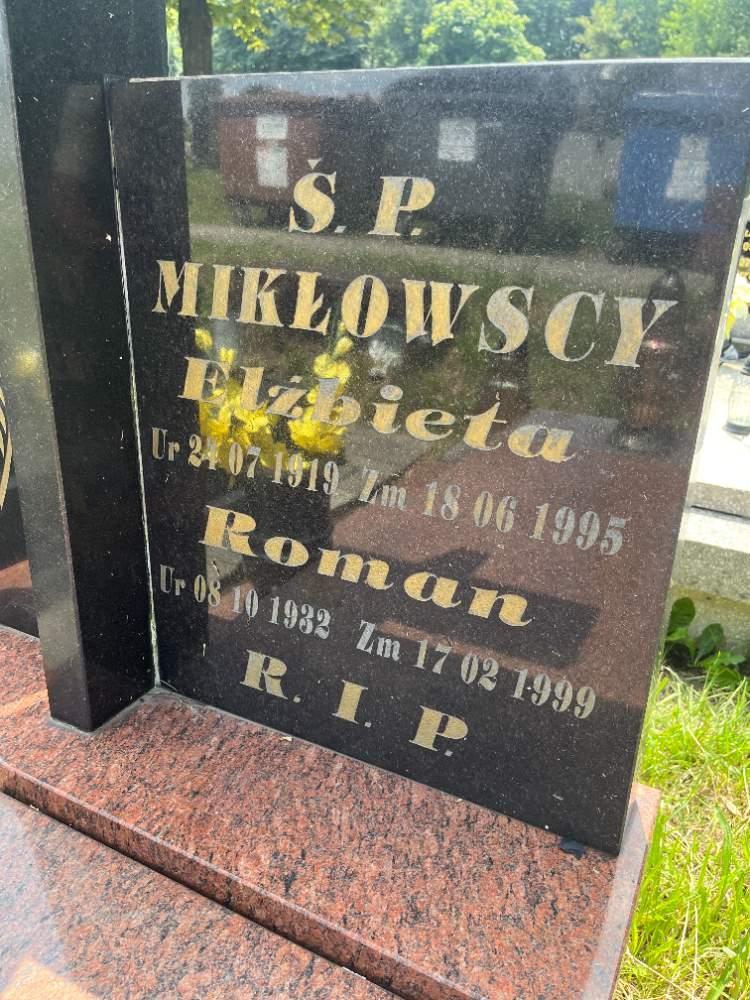 Ś. P.
MIKŁOWSCY
Elżbieta
Ur 24 07 1919 Zm 18 06 1995
Roman
Ur 08 10 1932 Zm 17 02 1999
R. I. P.